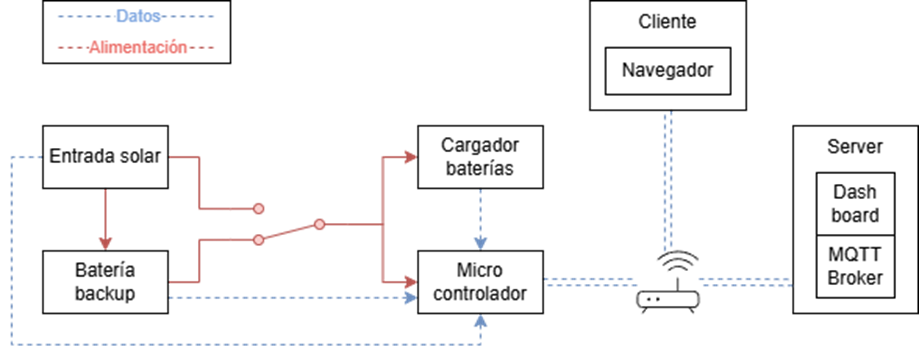 Datos
Alimentación
Cliente
Navegador
Entrada solar
Cargador
baterías
Server
Dash
board
MQTT
Broker
Batería
backup
Micro
controlador